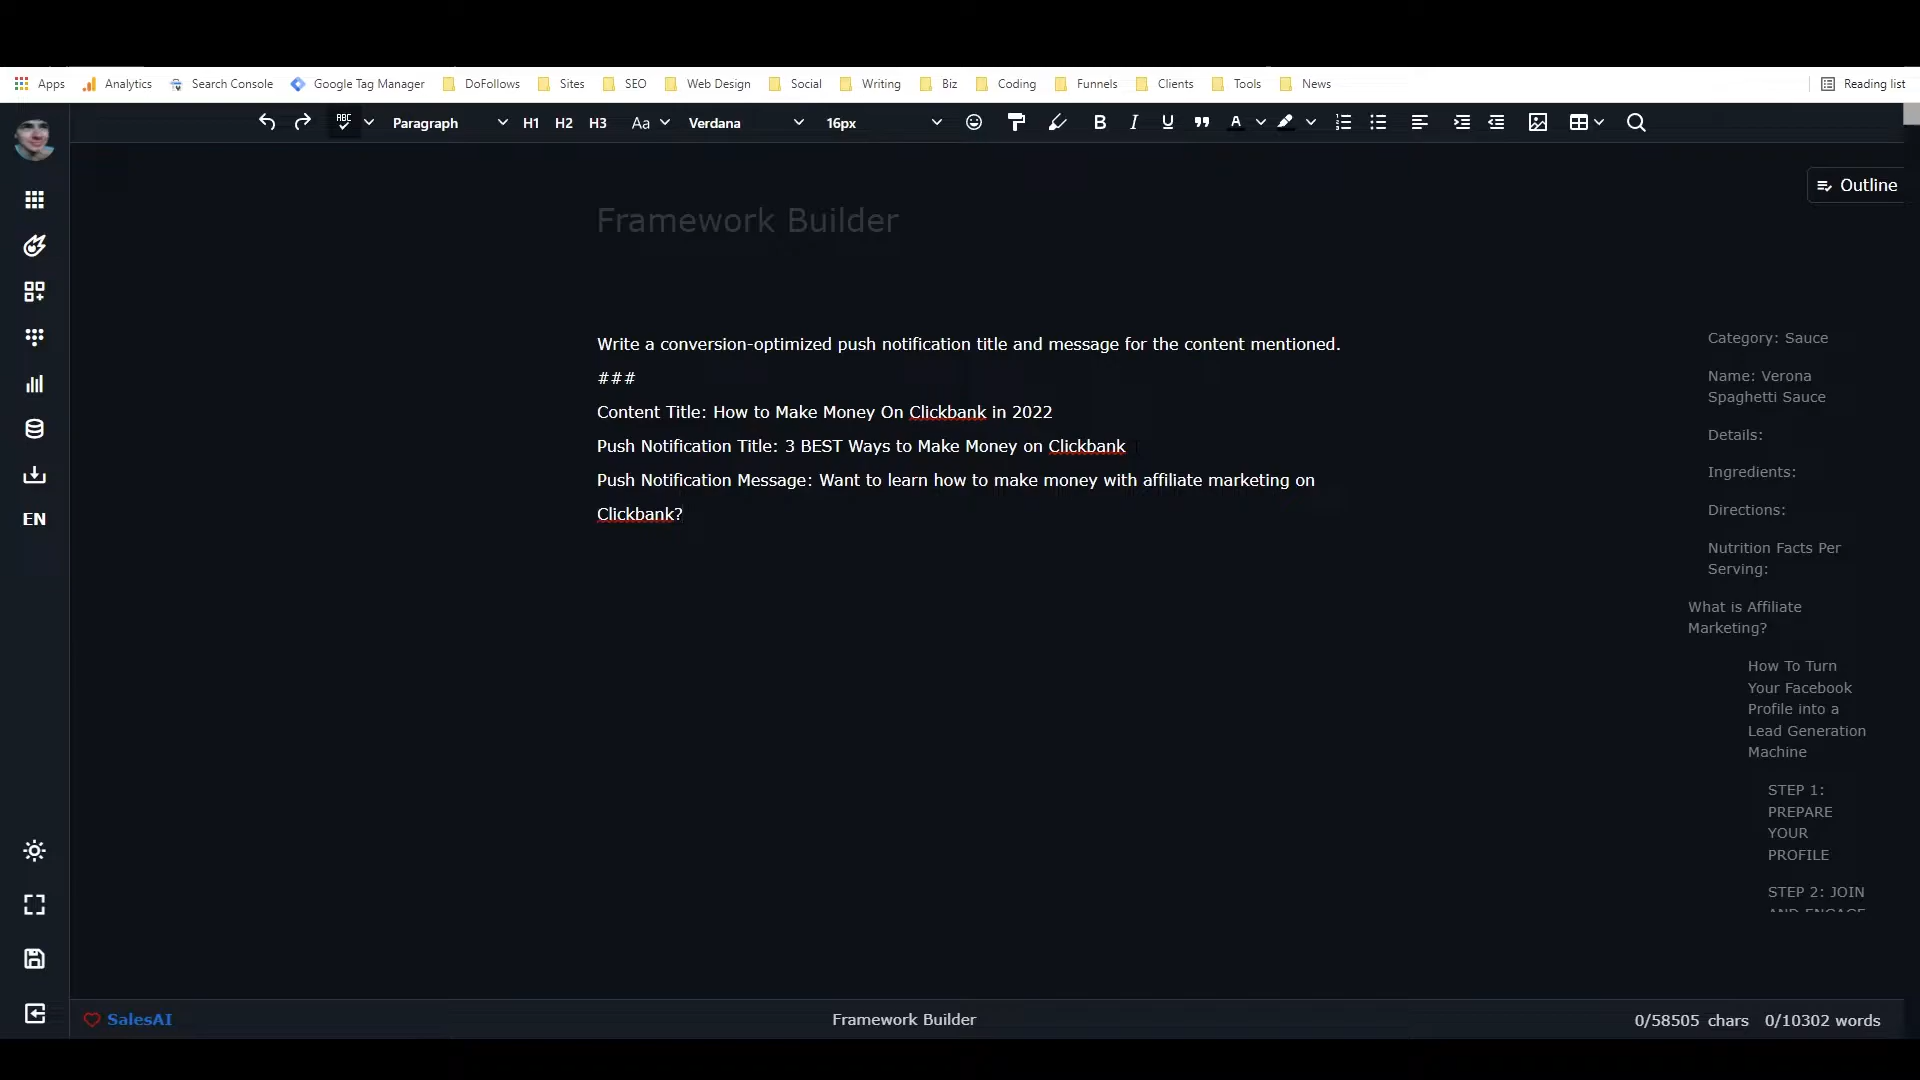 Apps Analytics Search Console Google Tag Manager DoFollows Sites SEO Web Design Social Writing Biz Coding Funnels Clients Tools News Reading list
ABC Paragraph H1 H2 H3 Aa Verdana 16px B I U A
Outline
Framework Builder
Write a conversion-optimized push notification title and message for the content mentioned.
###
Content Title: How to Make Money On Clickbank in 2022
Push Notification Title: 3 BEST Ways to Make Money on Clickbank
Push Notification Message: Want to learn how to make money with affiliate marketing on
Clickbank?
Category: Sauce
Name: Verona
Spaghetti Sauce
Details:
Ingredients:
Directions:
Nutrition Facts Per
Serving:
What is Affiliate
Marketing?
How To Turn
Your Facebook
Profile into a
Lead Generation
Machine
STEP 1:
PREPARE
YOUR
PROFILE
STEP 2: JOIN
AND ENGAGE
EN
SalesAI Framework Builder 0/58505 chars 0/10302 words